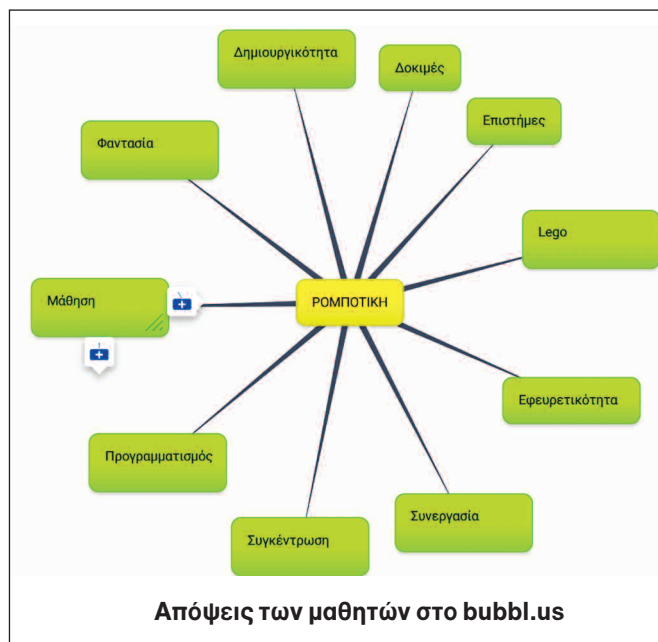 Δημιουργικότητα
Δοκιμές
Επιστήμες
Φαντασία
Lego
Μάθηση
ΡΟΜΠΟΤΙΚΗ
Εφευρετικότητα
Προγραμματισμός
Συνεργασία
Συγκέντρωση
Απόψεις των μαθητών στο bubbl.us